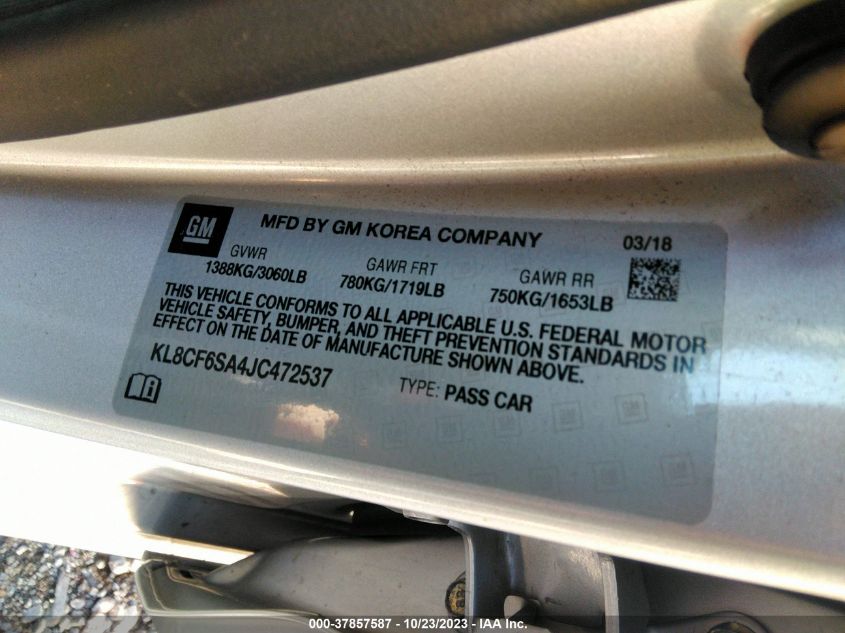 GM
MFD BY GM KOREA COMPANY
03/18
GVWR
1388KG/3060LB
GAWR FRT
780KG/1719LB
GAWR RR
750KG/1653LB
THIS VEHICLE CONFORMS TO ALL APPLICABLE U.S. FEDERAL MOTOR
VEHICLE SAFETY, BUMPER, AND THEFT PREVENTION STANDARDS IN
EFFECT ON THE DATE OF MANUFACTURE SHOWN ABOVE.
KL8CF6SA4JC472537
TYPE: PASS CAR
000-37857587 - 10/23/2023 - IAA Inc.